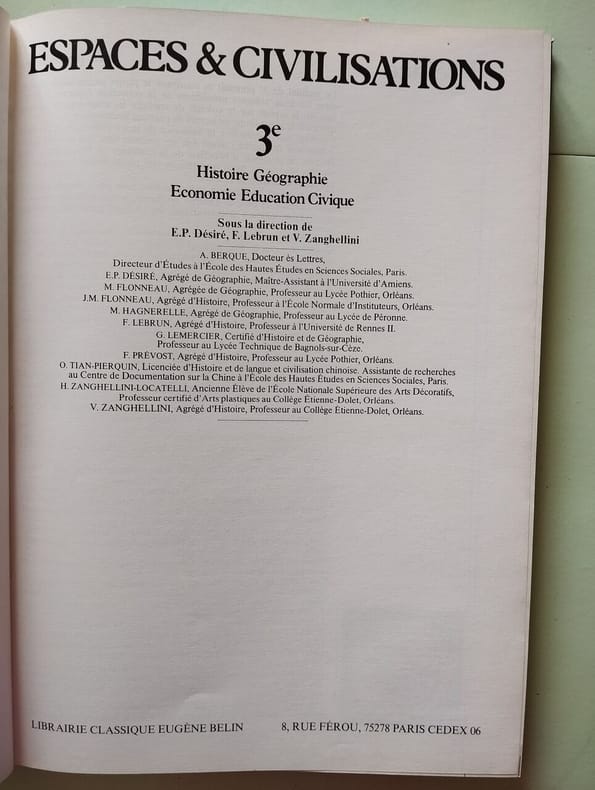 ESPACES & CIVILISATIONS
3e
Histoire Géographie
Economie Education Civique
Sous la direction de
E.P. Désiré, F. Lebrun et V. Zanghellini
A. BERQUE, Docteur ès Lettres,
Directeur d'Études à l'École des Hautes Études en Sciences Sociales, Paris.
E.P. DÉSIRÉ, Agrégé de Géographie, Maître-Assistant à l'Université d'Amiens.
M. FLONNEAU, Agrégée de Géographie, Professeur au Lycée Pothier, Orléans.
J.M. FLONNEAU, Agrégé d'Histoire, Professeur à l'École Normale d'Instituteurs, Orléans.
M. HAGNERELLE, Agrégé de Géographie, Professeur au Lycée de Péronne.
F. LEBRUN, Agrégé d'Histoire, Professeur à l'Université de Rennes II.
G. LEMERCIER, Certifié d'Histoire et de Géographie,
Professeur au Lycée Technique de Bagnols-sur-Cèze.
F. PRÉVOST, Agrégé d'Histoire, Professeur au Lycée Pothier, Orléans.
O. TIAN-PIERQUIN, Licenciée d'Histoire et de langue et civilisation chinoise. Assistante de recherches
au Centre de Documentation sur la Chine à l'École des Hautes Études en Sciences Sociales, Paris.
H. ZANGHELLINI-LOCATELLI, Ancienne Élève de l'École Nationale Supérieure des Arts Décoratifs,
Professeur certifié d'Arts plastiques au Collège Étienne-Dolet, Orléans.
V. ZANGHELLINI, Agrégé d'Histoire, Professeur au Collège Étienne-Dolet, Orléans.
LIBRAIRIE CLASSIQUE EUGÈNE BELIN 8, RUE FÉROU, 75278 PARIS CEDEX 06